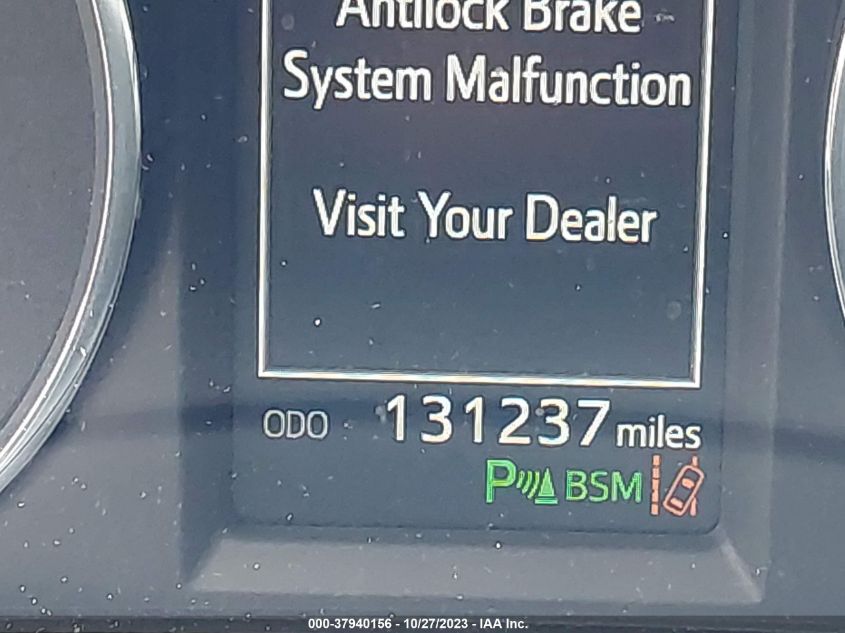 Antilock Brake
System Malfunction
Visit Your Dealer
ODO 131237 miles
P BSM
000-37940156 - 10/27/2023 - IAA Inc.